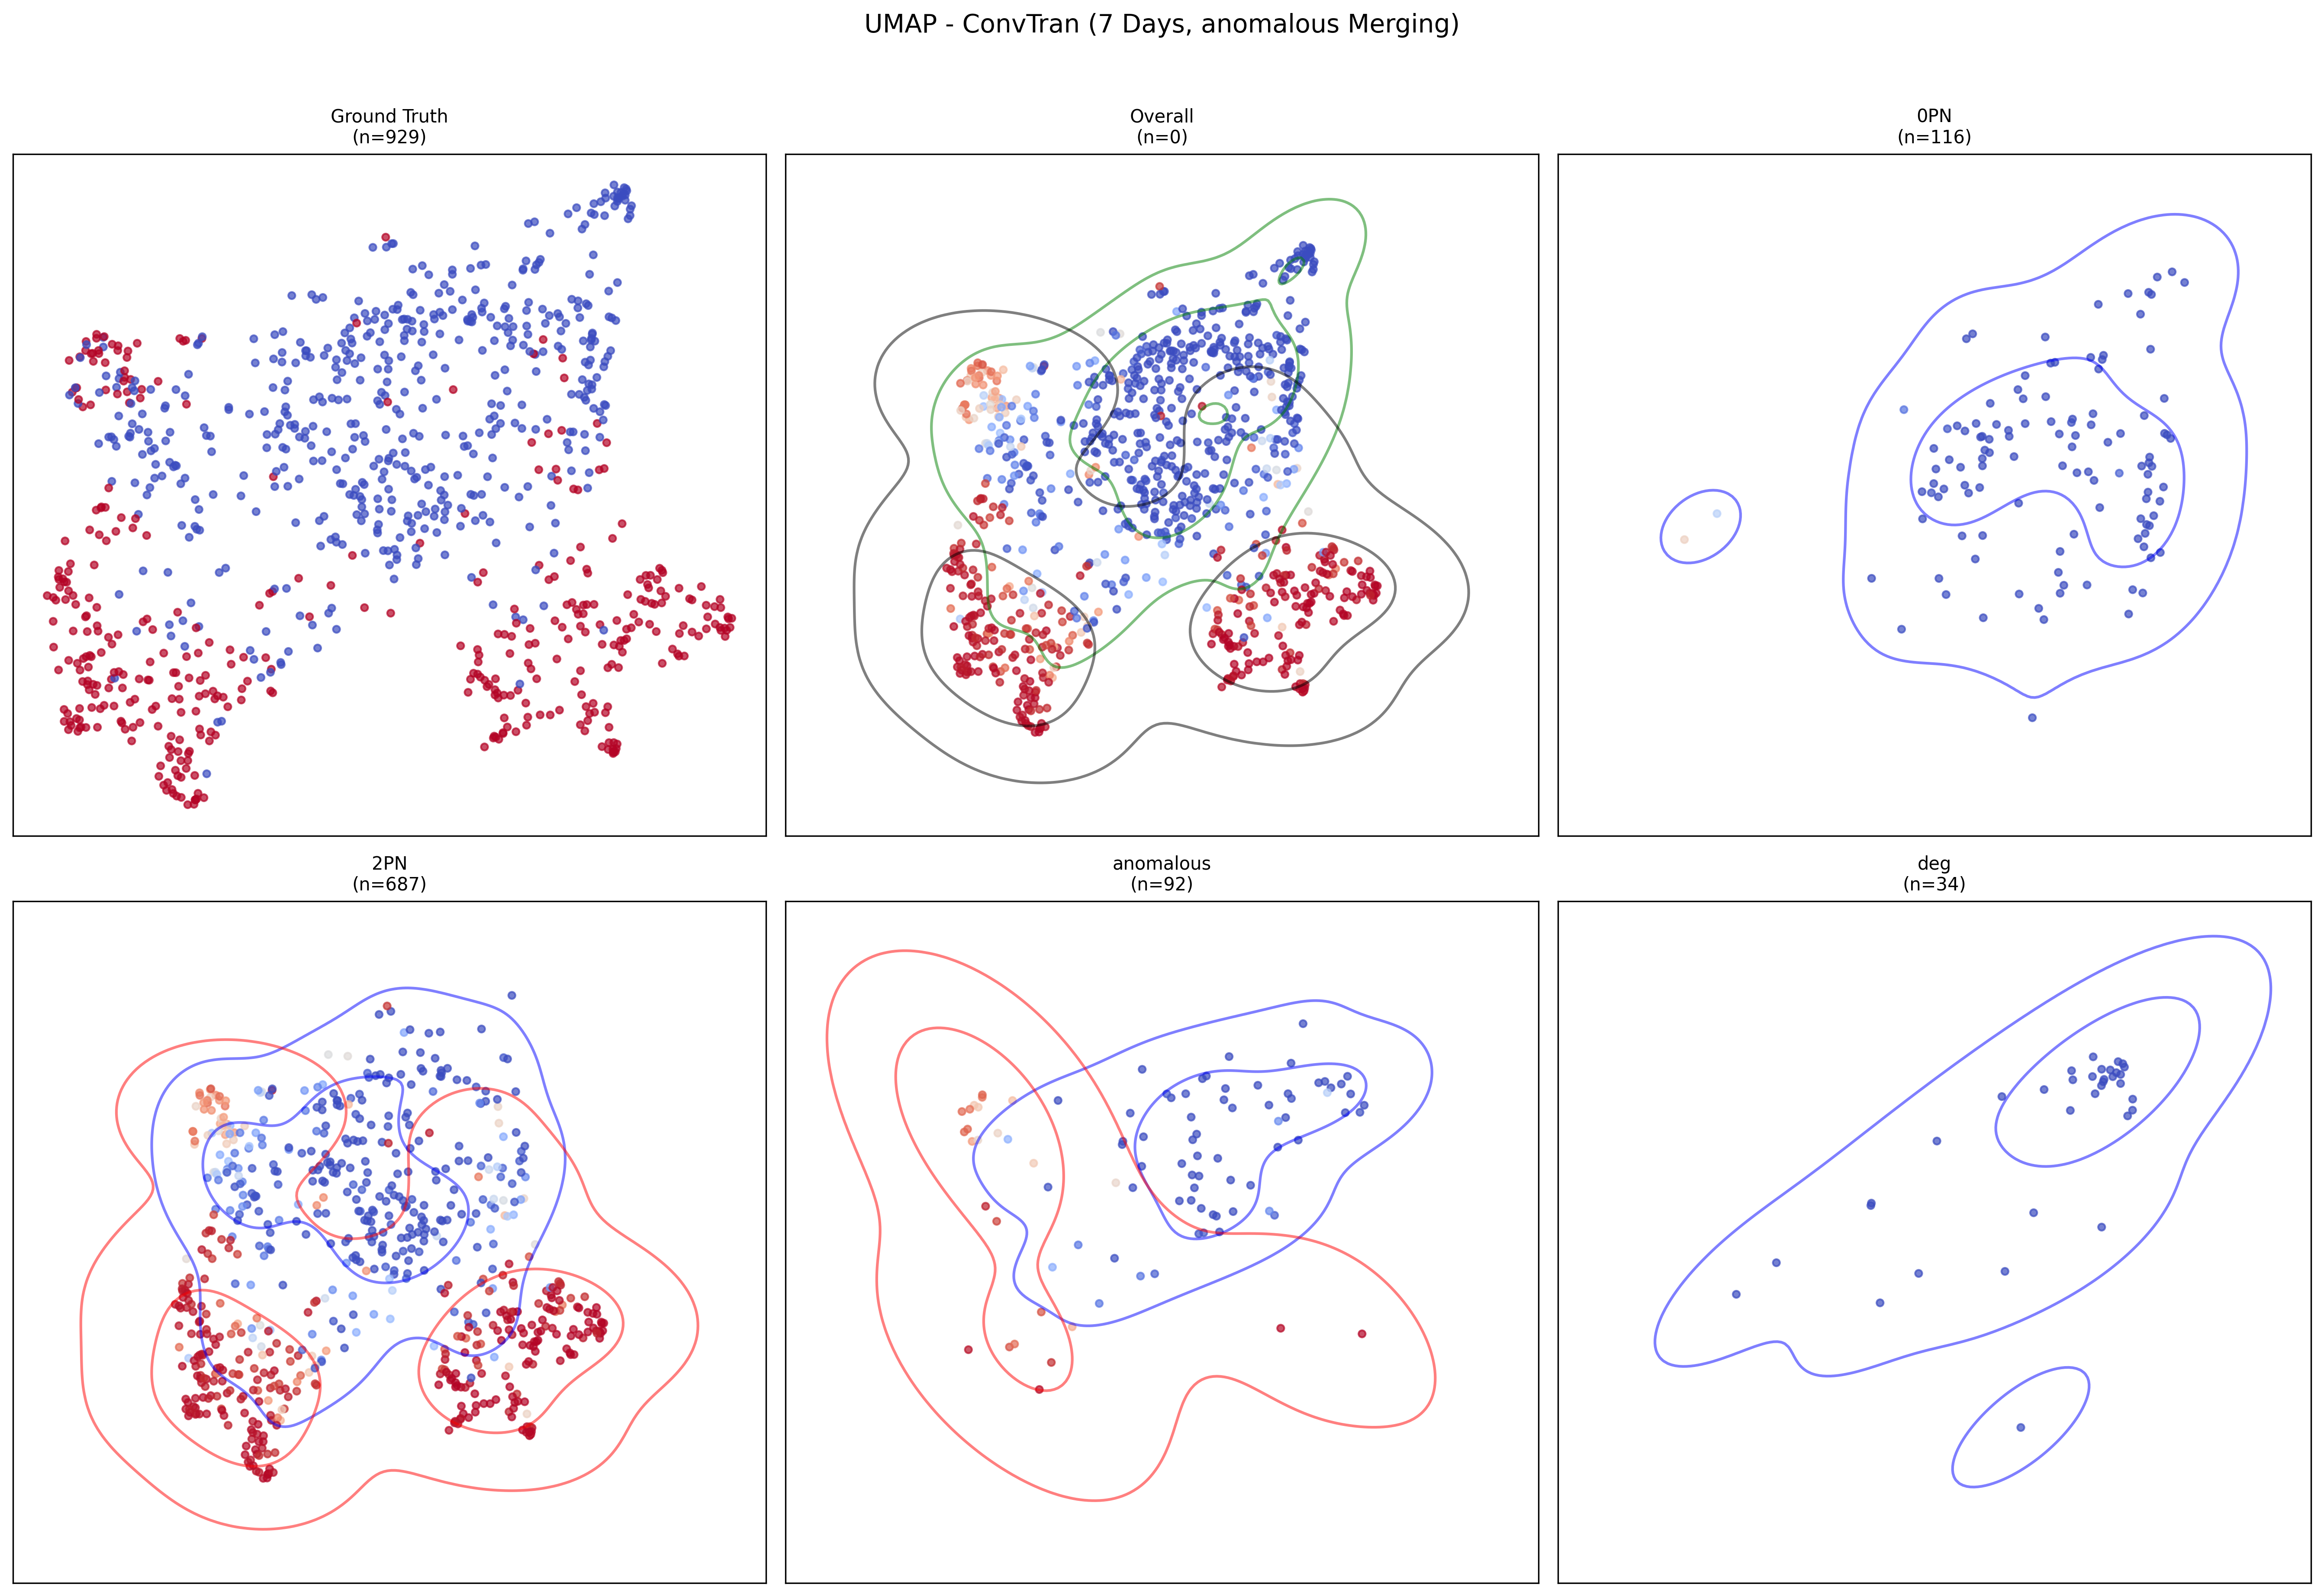 UMAP - ConvTran (7 Days, anomalous Merging)
Ground Truth
(n=929)
Overall
(n=0)
0PN
(n=116)
2PN
(n=687)
anomalous
(n=92)
deg
(n=34)